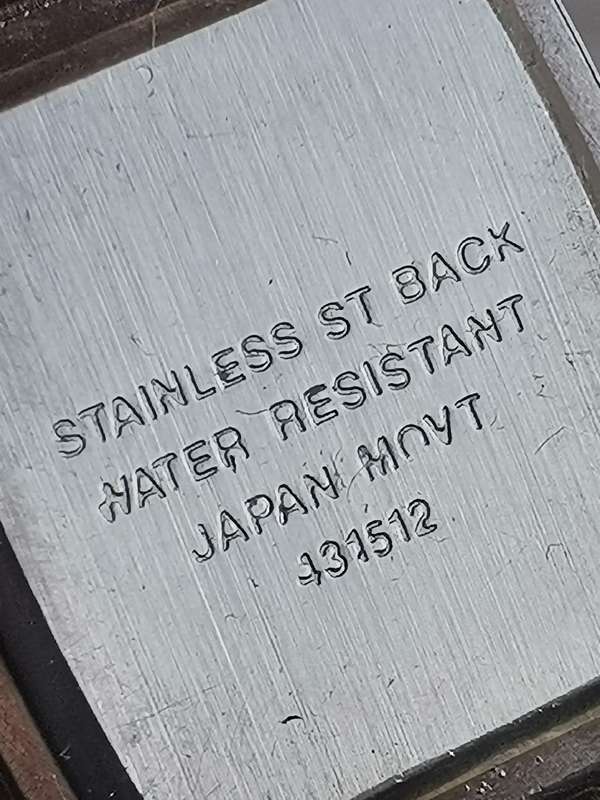 STAINLESS ST BACK
WATER RESISTANT
JAPAN MOVT
431512